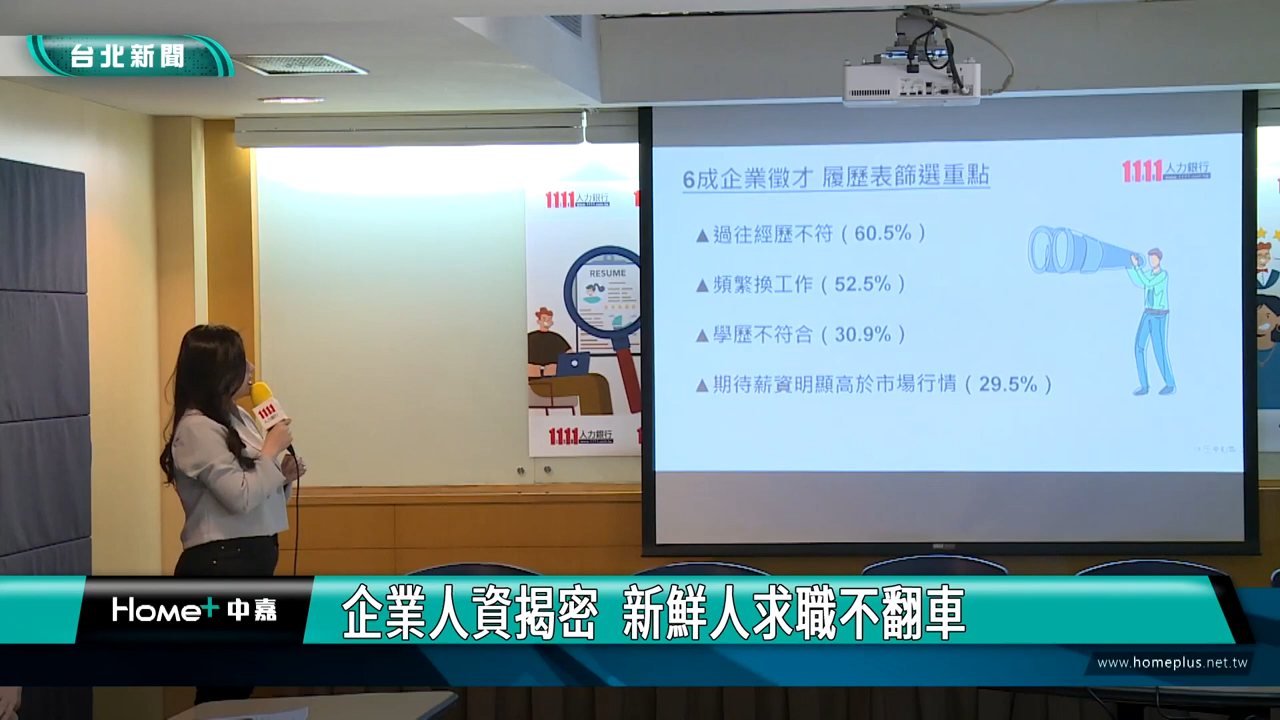 台北新聞
6成企業徵才 履歷表篩選重點
1111人力銀行
▲過往經歷不符（60.5%）
▲頻繁換工作（52.5%）
▲學歷不符合（30.9%）
▲期待薪資明顯高於市場行情（29.5%）
1111人力銀行
RESUME
1111
1111人力銀行
Home+中嘉
企業人資揭密 新鮮人求職不翻車
www.homeplus.net.tw